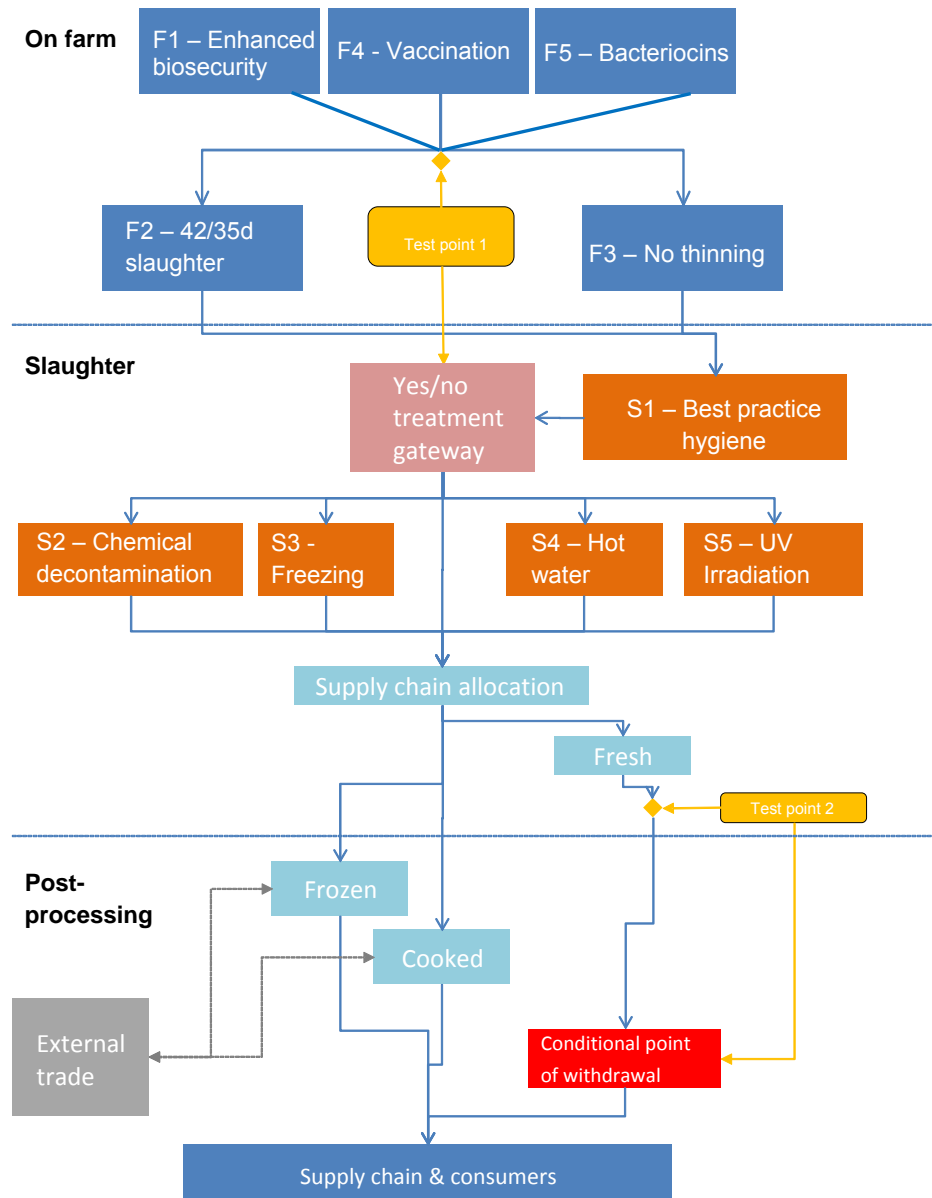 On farm
F1 – Enhanced
biosecurity
F4 - Vaccination
F5 – Bacteriocins
F2 – 42/35d
slaughter
Test point 1
F3 – No thinning
Slaughter
Yes/no
treatment
gateway
S1 – Best practice
hygiene
S2 – Chemical
decontamination
S3 -
Freezing
S4 – Hot
water
S5 – UV
Irradiation
Supply chain allocation
Fresh
Test point 2
Post-
processing
Frozen
Cooked
External
trade
Conditional point
of withdrawal
Supply chain & consumers